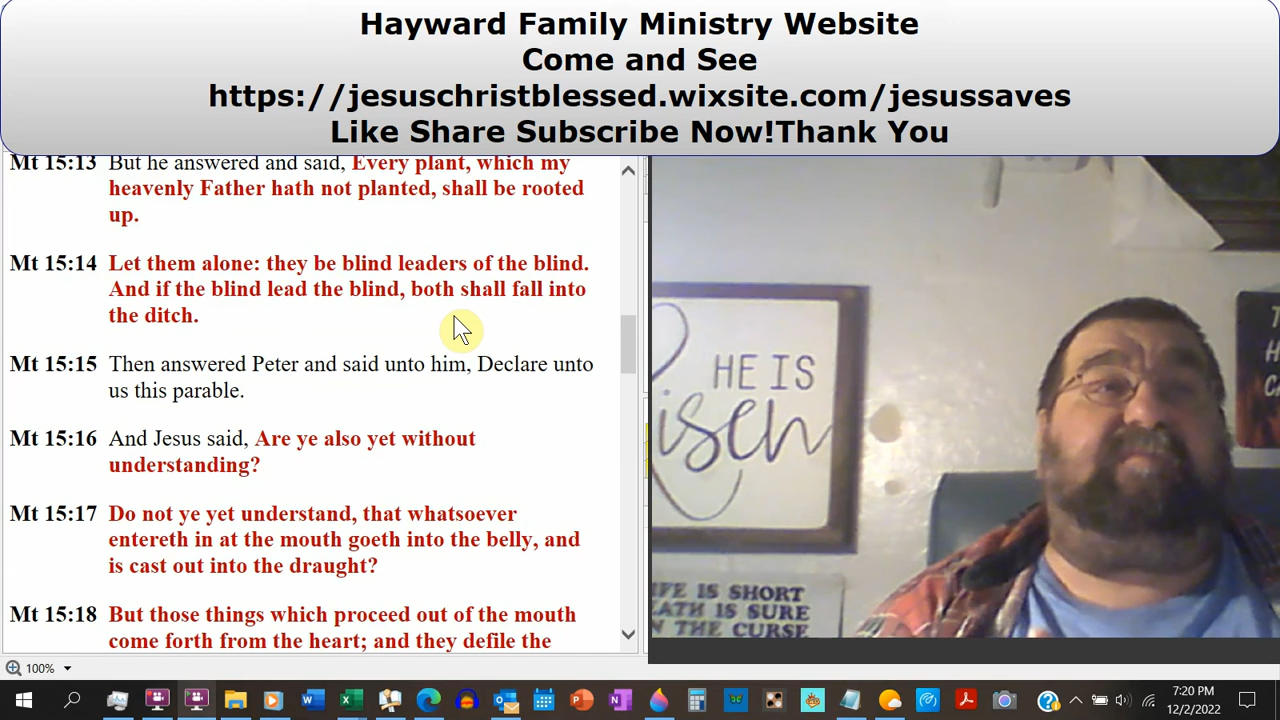 Hayward Family Ministry Website
Come and See
https://jesuschristblessed.wixsite.com/jesussaves
Like Share Subscribe Now!Thank You
Mt 15:13 But he answered and said, Every plant, which my
heavenly Father hath not planted, shall be rooted
up.
Mt 15:14 Let them alone: they be blind leaders of the blind.
And if the blind lead the blind, both shall fall into
the ditch.
Mt 15:15 Then answered Peter and said unto him, Declare unto
us this parable.
Mt 15:16 And Jesus said, Are ye also yet without
understanding?
Mt 15:17 Do not ye yet understand, that whatsoever
entereth in at the mouth goeth into the belly, and
is cast out into the draught?
Mt 15:18 But those things which proceed out of the mouth
come forth from the heart; and they defile the
HE IS
Risen
IFE IS SHORT
EATH IS SURE
N THE CURSE
100%
7:20 PM
12/2/2022